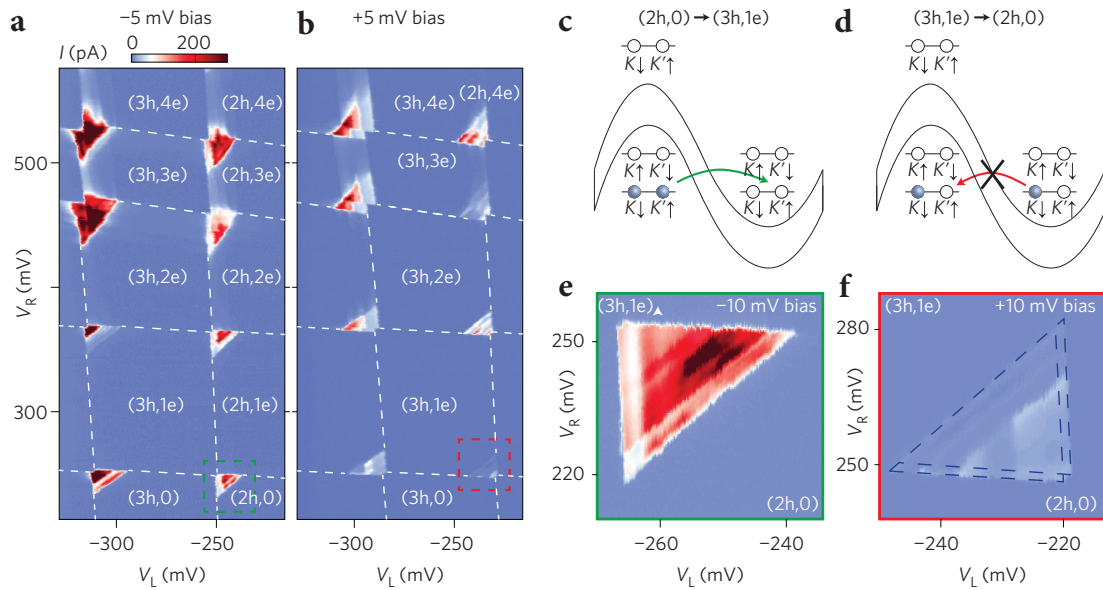 a
−5 mV bias
I (pA)
0 200
(3h,4e)
(2h,4e)
(3h,3e)
(2h,3e)
(3h,2e)
(2h,2e)
(3h,1e)
(2h,1e)
(3h,0)
(2h,0)
500
300
V_R (mV)
−300 −250
V_L (mV)
b
+5 mV bias
(2h,4e)
(3h,4e)
(3h,3e)
(3h,2e)
(3h,1e)
(3h,0)
−300 −250
V_L (mV)
c
(2h,0) → (3h,1e)
K↓ K′↑
K↑ K′↓
K↓ K′↑
K↑ K′↓
K↓ K′↑
d
(3h,1e) → (2h,0)
K↓ K′↑
K↑ K′↓
K↓ K′↑
K↑ K′↓
K↓ K′↑
e
(3h,1e)
−10 mV bias
250
220
V_R (mV)
(2h,0)
−260 −240
V_L (mV)
f
(3h,1e)
+10 mV bias
280
250
V_R (mV)
(2h,0)
−240 −220
V_L (mV)